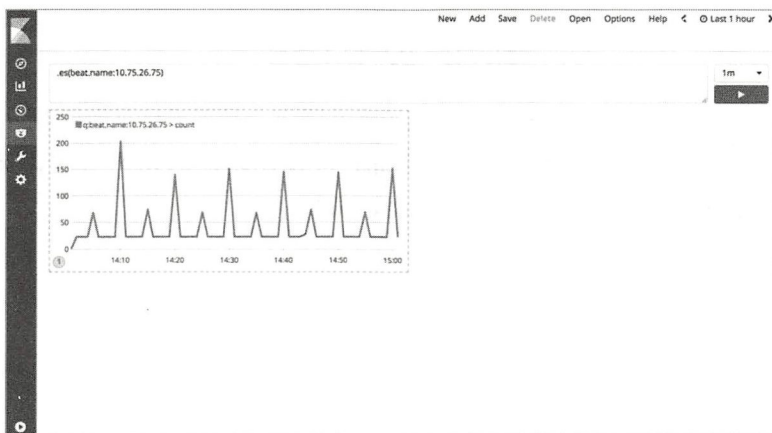 New Add Save Delete Open Options Help Last 1 hour
.es(beat.name:10.75.26.75)
1m
250
q:beat.name:10.75.26.75 > count
200
150
100
50
0
14:10 14:20 14:30 14:40 14:50 15:00
1